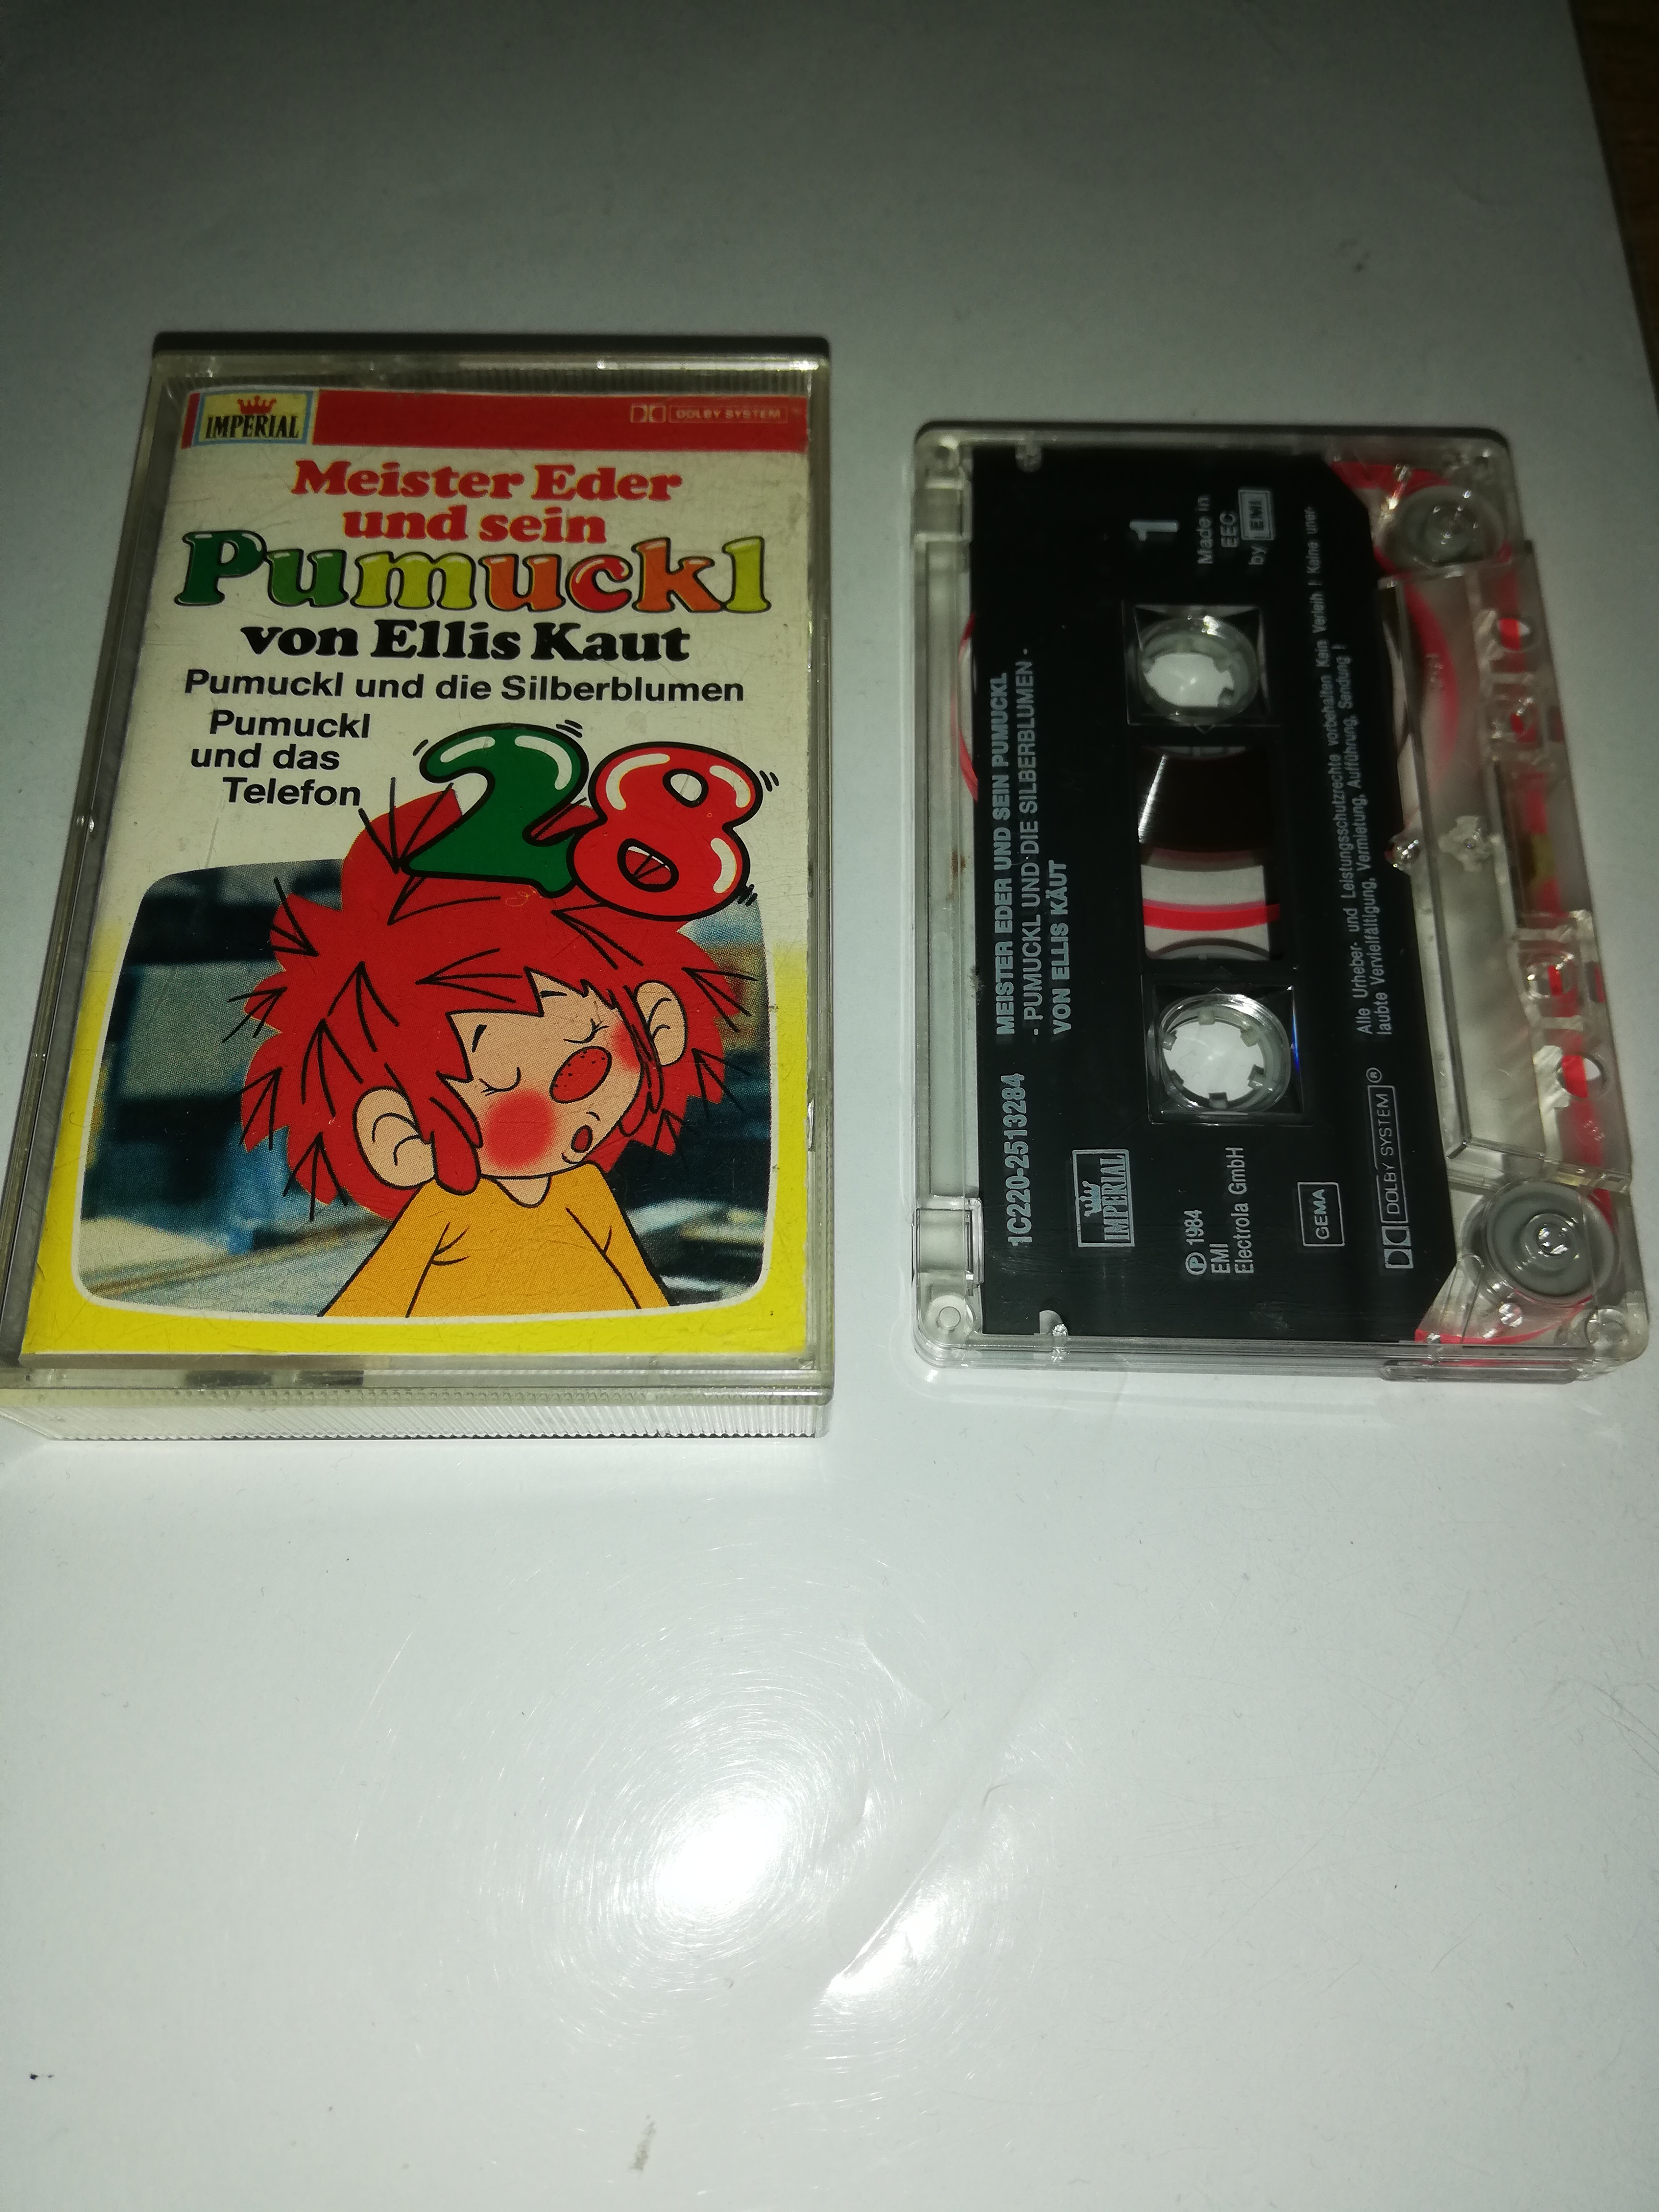 IMPERIAL
DOLBY SYSTEM
Meister Eder
und sein
Pumuckl
von Ellis Kaut
Pumuckl und die Silberblumen
Pumuckl
und das
Telefon
28
1C220-2513284
MEISTER EDER UND SEIN PUMUCKL
- PUMUCKL UND DIE SILBERBLUMEN -
VON ELLIS KAUT
IMPERIAL
1
℗ 1984
EMI
Electrola GmbH
Made in
EEC
by EMI
GEMA
Alle Urheber- und Leistungsschutzrechte vorbehalten Kein Verleih ! Keine uner-
laubte Vervielfältigung, Vermietung, Aufführung, Sendung !
DOLBY SYSTEM®